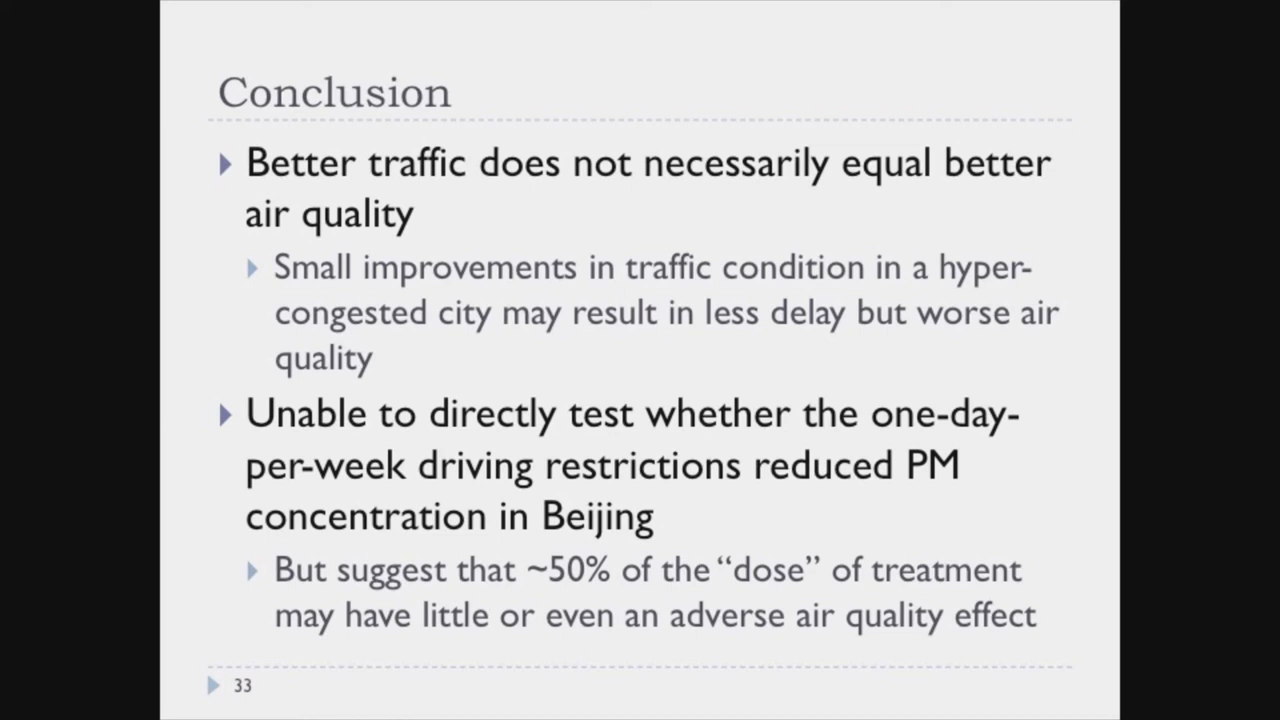 Conclusion
Better traffic does not necessarily equal better
air quality
Small improvements in traffic condition in a hyper-
congested city may result in less delay but worse air
quality
Unable to directly test whether the one-day-
per-week driving restrictions reduced PM
concentration in Beijing
But suggest that ~50% of the “dose” of treatment
may have little or even an adverse air quality effect
33